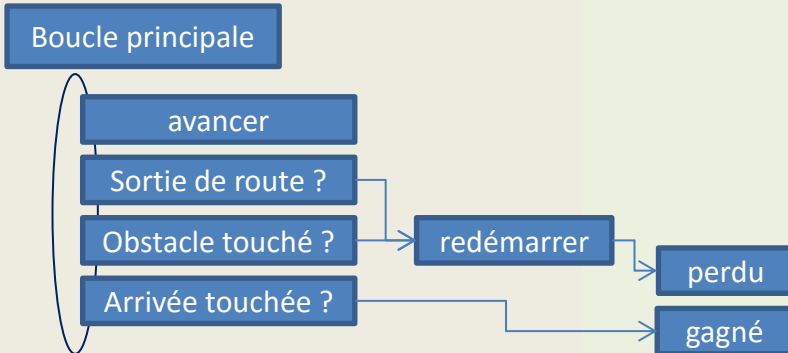 Boucle principale
avancer
Sortie de route ?
Obstacle touché ?
redémarrer
perdu
Arrivée touchée ?
gagné